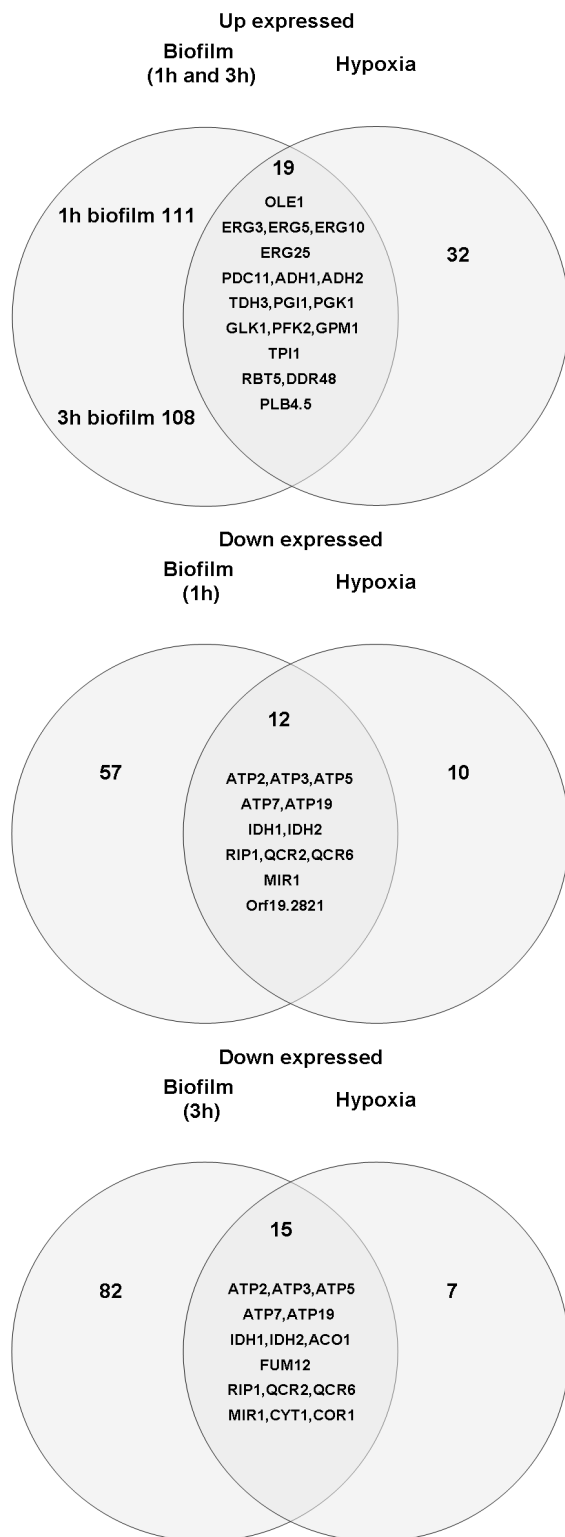 Up expressed
Biofilm
(1h and 3h)
Hypoxia
19
1h biofilm 111
32
3h biofilm 108
OLE1
ERG3,ERG5,ERG10
ERG25
PDC11,ADH1,ADH2
TDH3,PGI1,PGK1
GLK1,PFK2,GPM1
TPI1
RBT5,DDR48
PLB4.5
Down expressed
Biofilm
(1h)
Hypoxia
57
12
10
ATP2,ATP3,ATP5
ATP7,ATP19
IDH1,IDH2
RIP1,QCR2,QCR6
MIR1
Orf19.2821
Down expressed
Biofilm
(3h)
Hypoxia
82
15
7
ATP2,ATP3,ATP5
ATP7,ATP19
IDH1,IDH2,ACO1
FUM12
RIP1,QCR2,QCR6
MIR1,CYT1,COR1